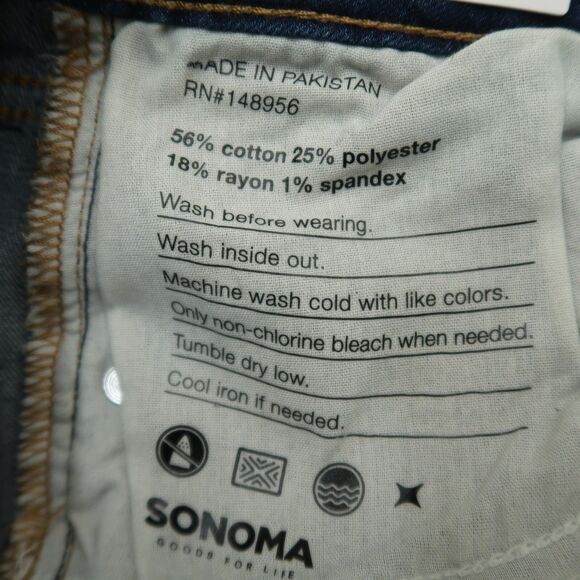 MADE IN PAKISTAN
RN#148956
56% cotton 25% polyester
18% rayon 1% spandex
Wash before wearing.
Wash inside out.
Machine wash cold with like colors.
Only non-chlorine bleach when needed.
Tumble dry low.
Cool iron if needed.
SONOMA
GOODS FOR LIFE